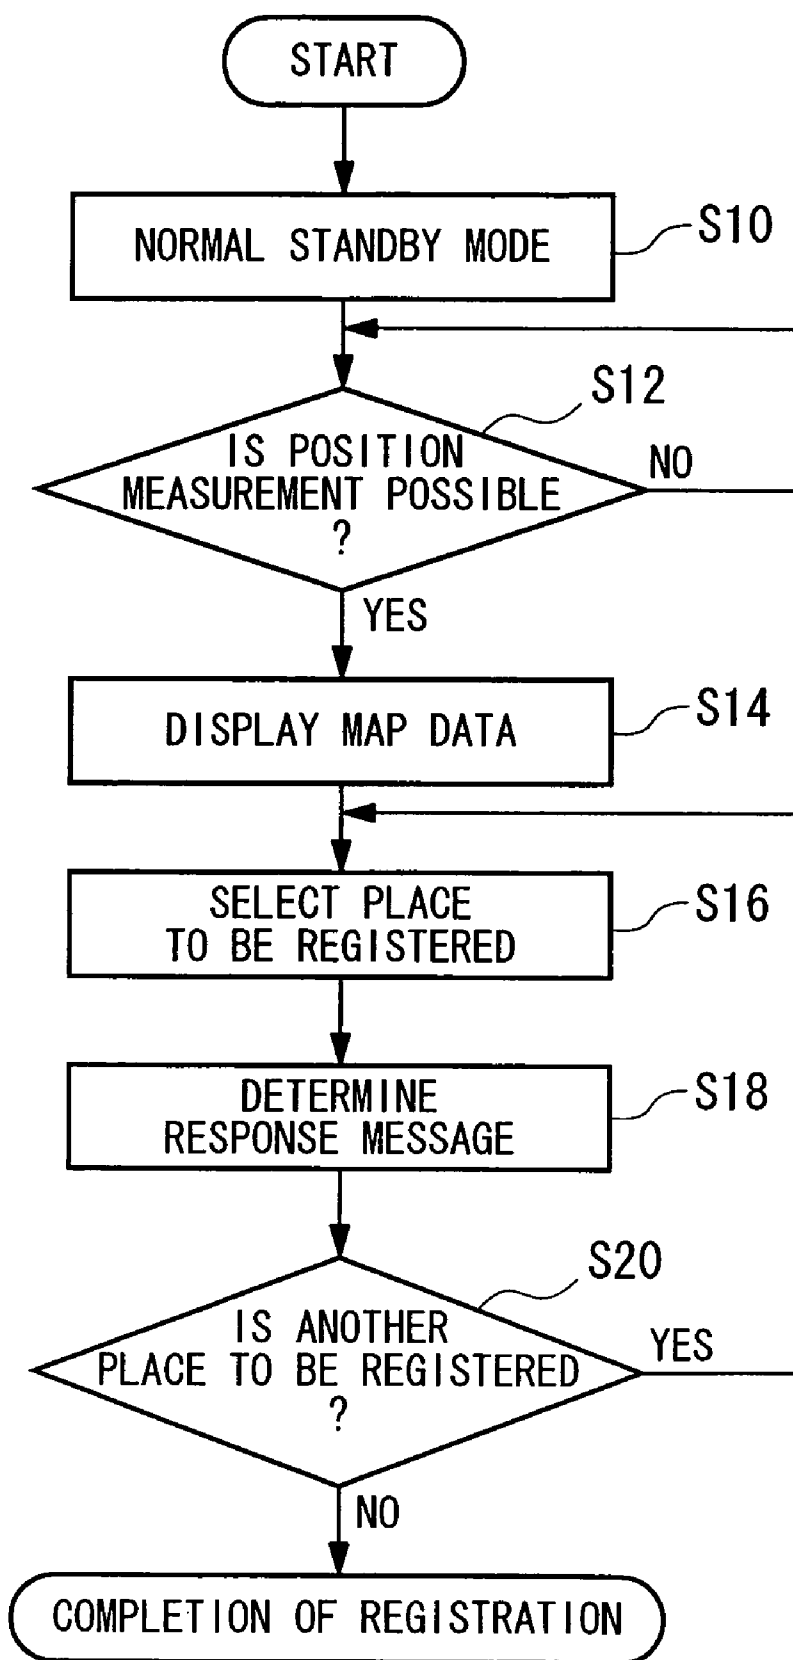 START
NORMAL STANDBY MODE
S10
S12
IS POSITION
MEASUREMENT POSSIBLE
?
NO
YES
DISPLAY MAP DATA
S14
SELECT PLACE
TO BE REGISTERED
S16
DETERMINE
RESPONSE MESSAGE
S18
S20
IS ANOTHER
PLACE TO BE REGISTERED
?
YES
NO
COMPLETION OF REGISTRATION